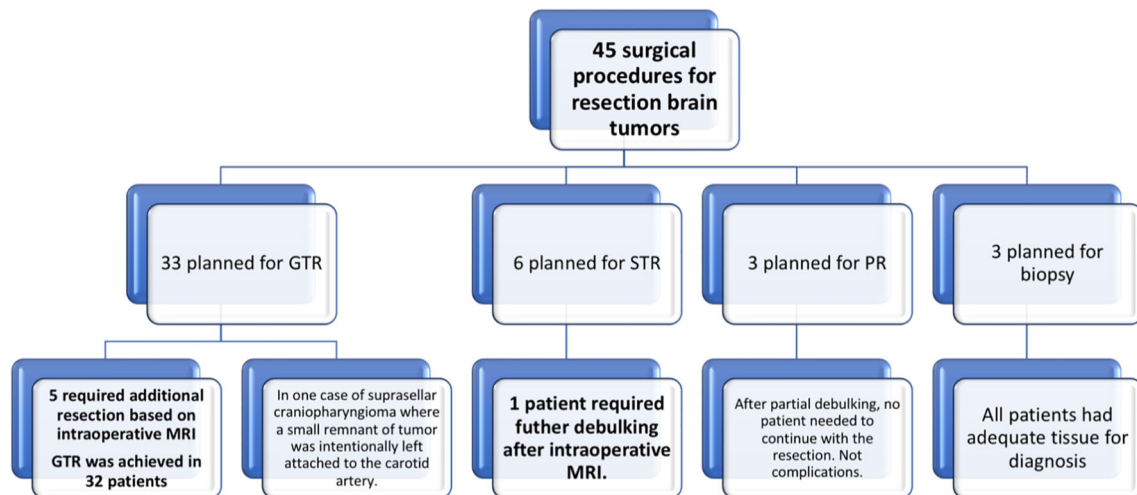 45 surgical
procedures for
resection brain
tumors
33 planned for GTR
6 planned for STR
3 planned for PR
3 planned for
biopsy
5 required additional
resection based on
intraoperative MRI
GTR was achieved in
32 patients
In one case of suprasellar
craniopharyngioma where
a small remnant of tumor
was intentionally left
attached to the carotid
artery.
1 patient required
futher debulking
after intraoperative
MRI.
After partial debulking, no
patient needed to
continue with the
resection. Not
complications.
All patients had
adequate tissue for
diagnosis